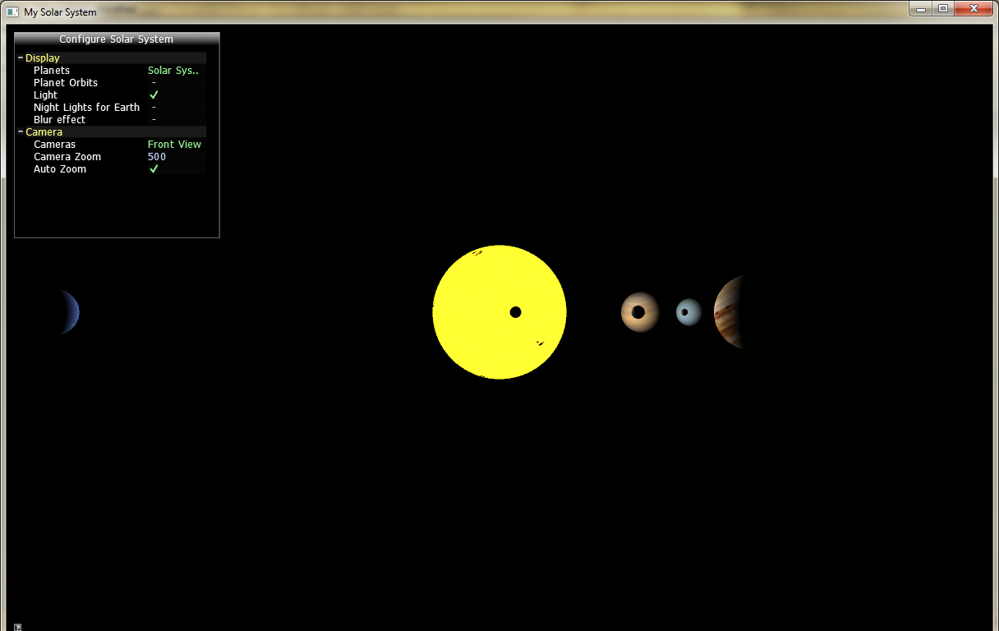 My Solar System
Configure Solar System
Display
Planets Solar Sys..
Planet Orbits -
Light ✓
Night Lights for Earth -
Blur effect -
Camera
Cameras Front View
Camera Zoom 500
Auto Zoom ✓
?